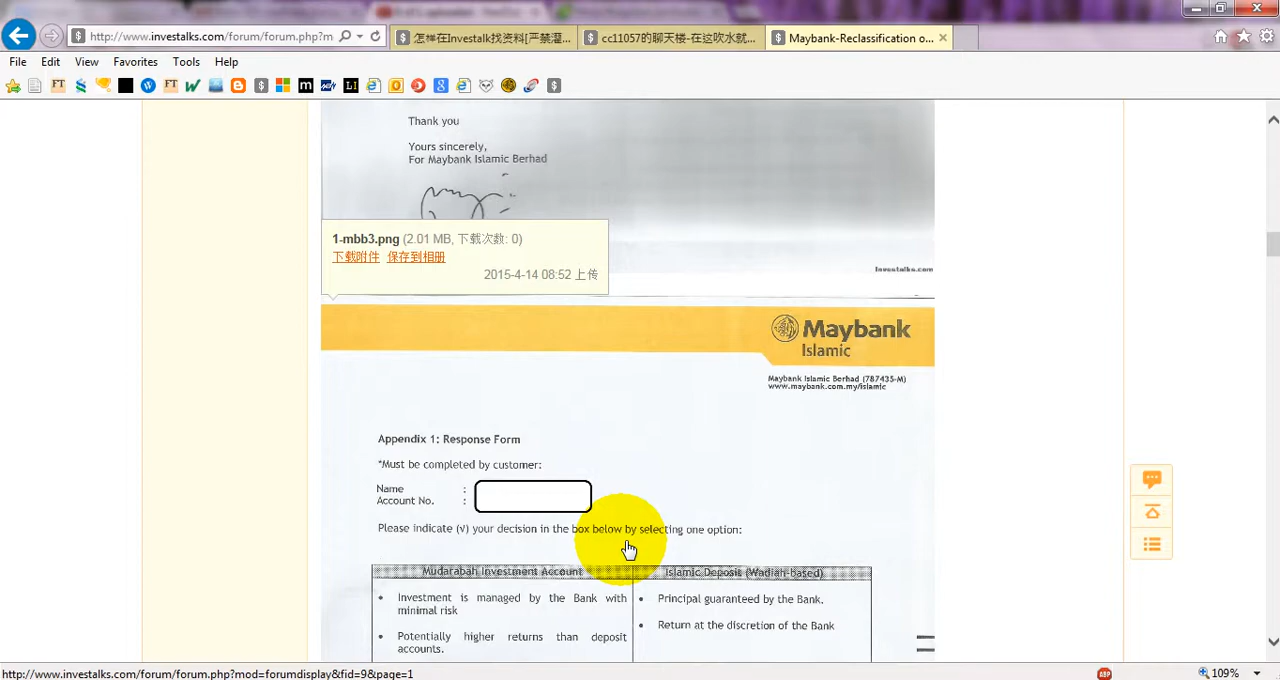 http://www.investalks.com/forum/forum.php?m
怎样在Investalk找资料[严禁灌...
cc11057的聊天楼-在这吹水就...
Maybank-Reclassification o...
File Edit View Favorites Tools Help
Thank you
Yours sincerely,
For Maybank Islamic Berhad
1-mbb3.png (2.01 MB, 下载次数: 0)
下载附件 保存到相册
2015-4-14 08:52 上传
Investalks.com
Maybank
Islamic
Maybank Islamic Berhad (787435-M)
www.maybank.com.my/islamic
Appendix 1: Response Form
*Must be completed by customer:
Name :
Account No. :
Please indicate (√) your decision in the box below by selecting one option:
Mudarabah Investment Account
Islamic Deposit (Wadiah-based)
• Investment is managed by the Bank with
minimal risk
• Potentially higher returns than deposit
accounts.
• Principal guaranteed by the Bank.
• Return at the discretion of the Bank
http://www.investalks.com/forum/forum.php?mod=forumdisplay&fid=9&page=1
ABP
109%